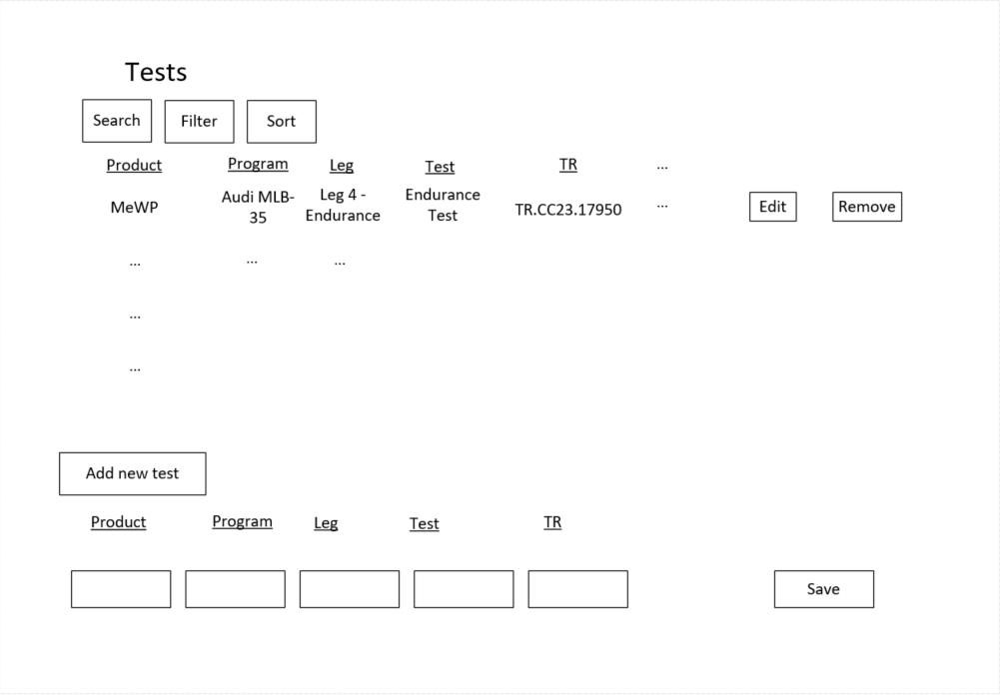 Tests
Search Filter Sort
Product Program Leg Test TR ...
MeWP Audi MLB-35 Leg 4 - Endurance Endurance Test TR.CC23.17950 ... Edit Remove
... ... ...
...
...
Add new test
Product Program Leg Test TR
Save